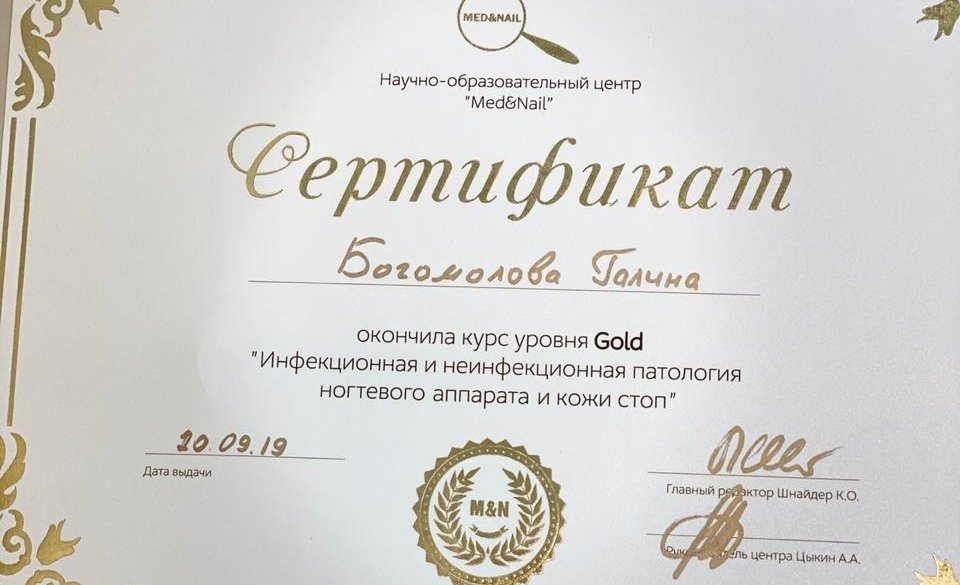 MED&NAIL
Научно-образовательный центр
"Med&Nail"
Сертификат
Богомолова Галина
окончила курс уровня Gold
"Инфекционная и неинфекционная патология
ногтевого аппарата и кожи стоп"
20.09.19
Дата выдачи
M&N
Главный редактор Шнайдер К.О.
Руководитель центра Цыкин А.А.